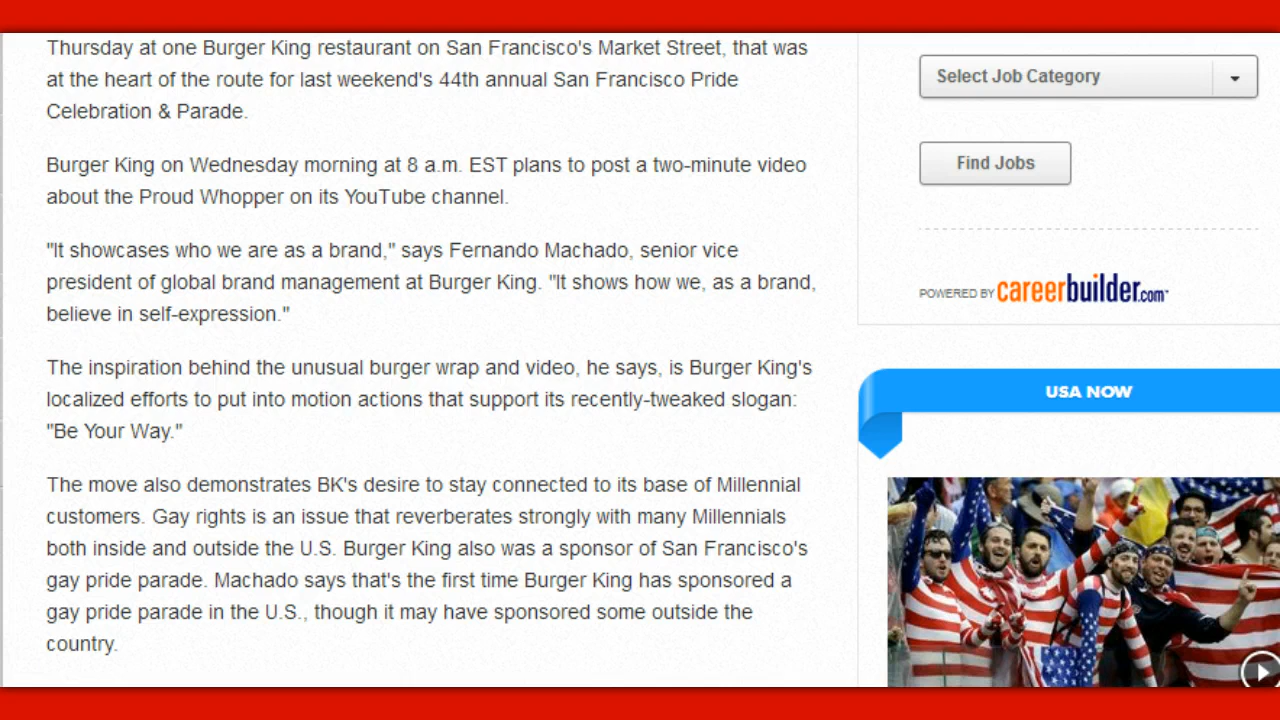 Thursday at one Burger King restaurant on San Francisco's Market Street, that was
at the heart of the route for last weekend's 44th annual San Francisco Pride
Celebration & Parade.
Burger King on Wednesday morning at 8 a.m. EST plans to post a two-minute video
about the Proud Whopper on its YouTube channel.
"It showcases who we are as a brand," says Fernando Machado, senior vice
president of global brand management at Burger King. "It shows how we, as a brand,
believe in self-expression."
The inspiration behind the unusual burger wrap and video, he says, is Burger King's
localized efforts to put into motion actions that support its recently-tweaked slogan:
"Be Your Way."
The move also demonstrates BK's desire to stay connected to its base of Millennial
customers. Gay rights is an issue that reverberates strongly with many Millennials
both inside and outside the U.S. Burger King also was a sponsor of San Francisco's
gay pride parade. Machado says that's the first time Burger King has sponsored a
gay pride parade in the U.S., though it may have sponsored some outside the
country.
Select Job Category
Find Jobs
POWERED BY careerbuilder.com™
USA NOW